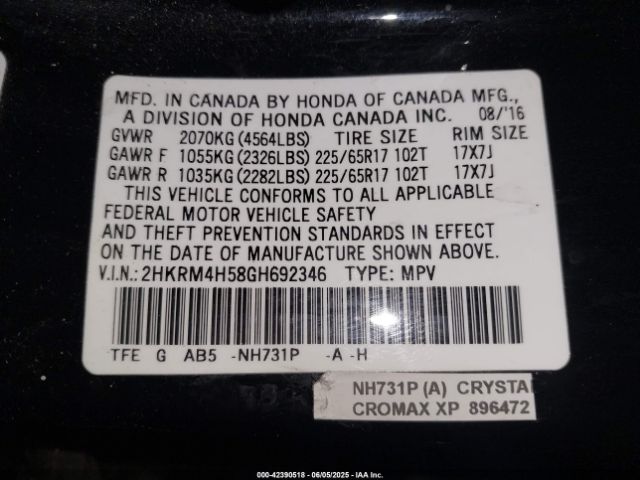 MFD. IN CANADA BY HONDA OF CANADA MFG.,
A DIVISION OF HONDA CANADA INC. 08/'16
GVWR 2070KG (4564LBS) TIRE SIZE RIM SIZE
GAWR F 1055KG (2326LBS) 225/65R17 102T 17X7J
GAWR R 1035KG (2282LBS) 225/65R17 102T 17X7J
THIS VEHICLE CONFORMS TO ALL APPLICABLE
FEDERAL MOTOR VEHICLE SAFETY
AND THEFT PREVENTION STANDARDS IN EFFECT
ON THE DATE OF MANUFACTURE SHOWN ABOVE.
V.I.N.: 2HKRM4H58GH692346 TYPE: MPV
TFE G AB5 -NH731P -A -H
NH731P (A) CRYSTA
CROMAX XP 896472
000-42390518 - 06/05/2025 - IAA Inc.